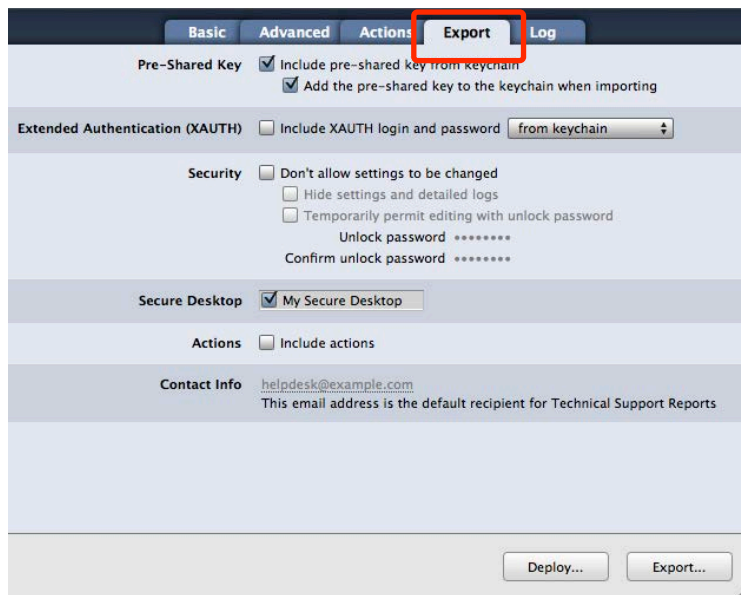 Basic Advanced Actions Export Log
Pre-Shared Key Include pre-shared key from keychain
Add the pre-shared key to the keychain when importing
Extended Authentication (XAUTH) Include XAUTH login and password from keychain
Security Don't allow settings to be changed
Hide settings and detailed logs
Temporarily permit editing with unlock password
Unlock password ••••••••
Confirm unlock password ••••••••
Secure Desktop My Secure Desktop
Actions Include actions
Contact Info helpdesk@example.com
This email address is the default recipient for Technical Support Reports
Deploy... Export...